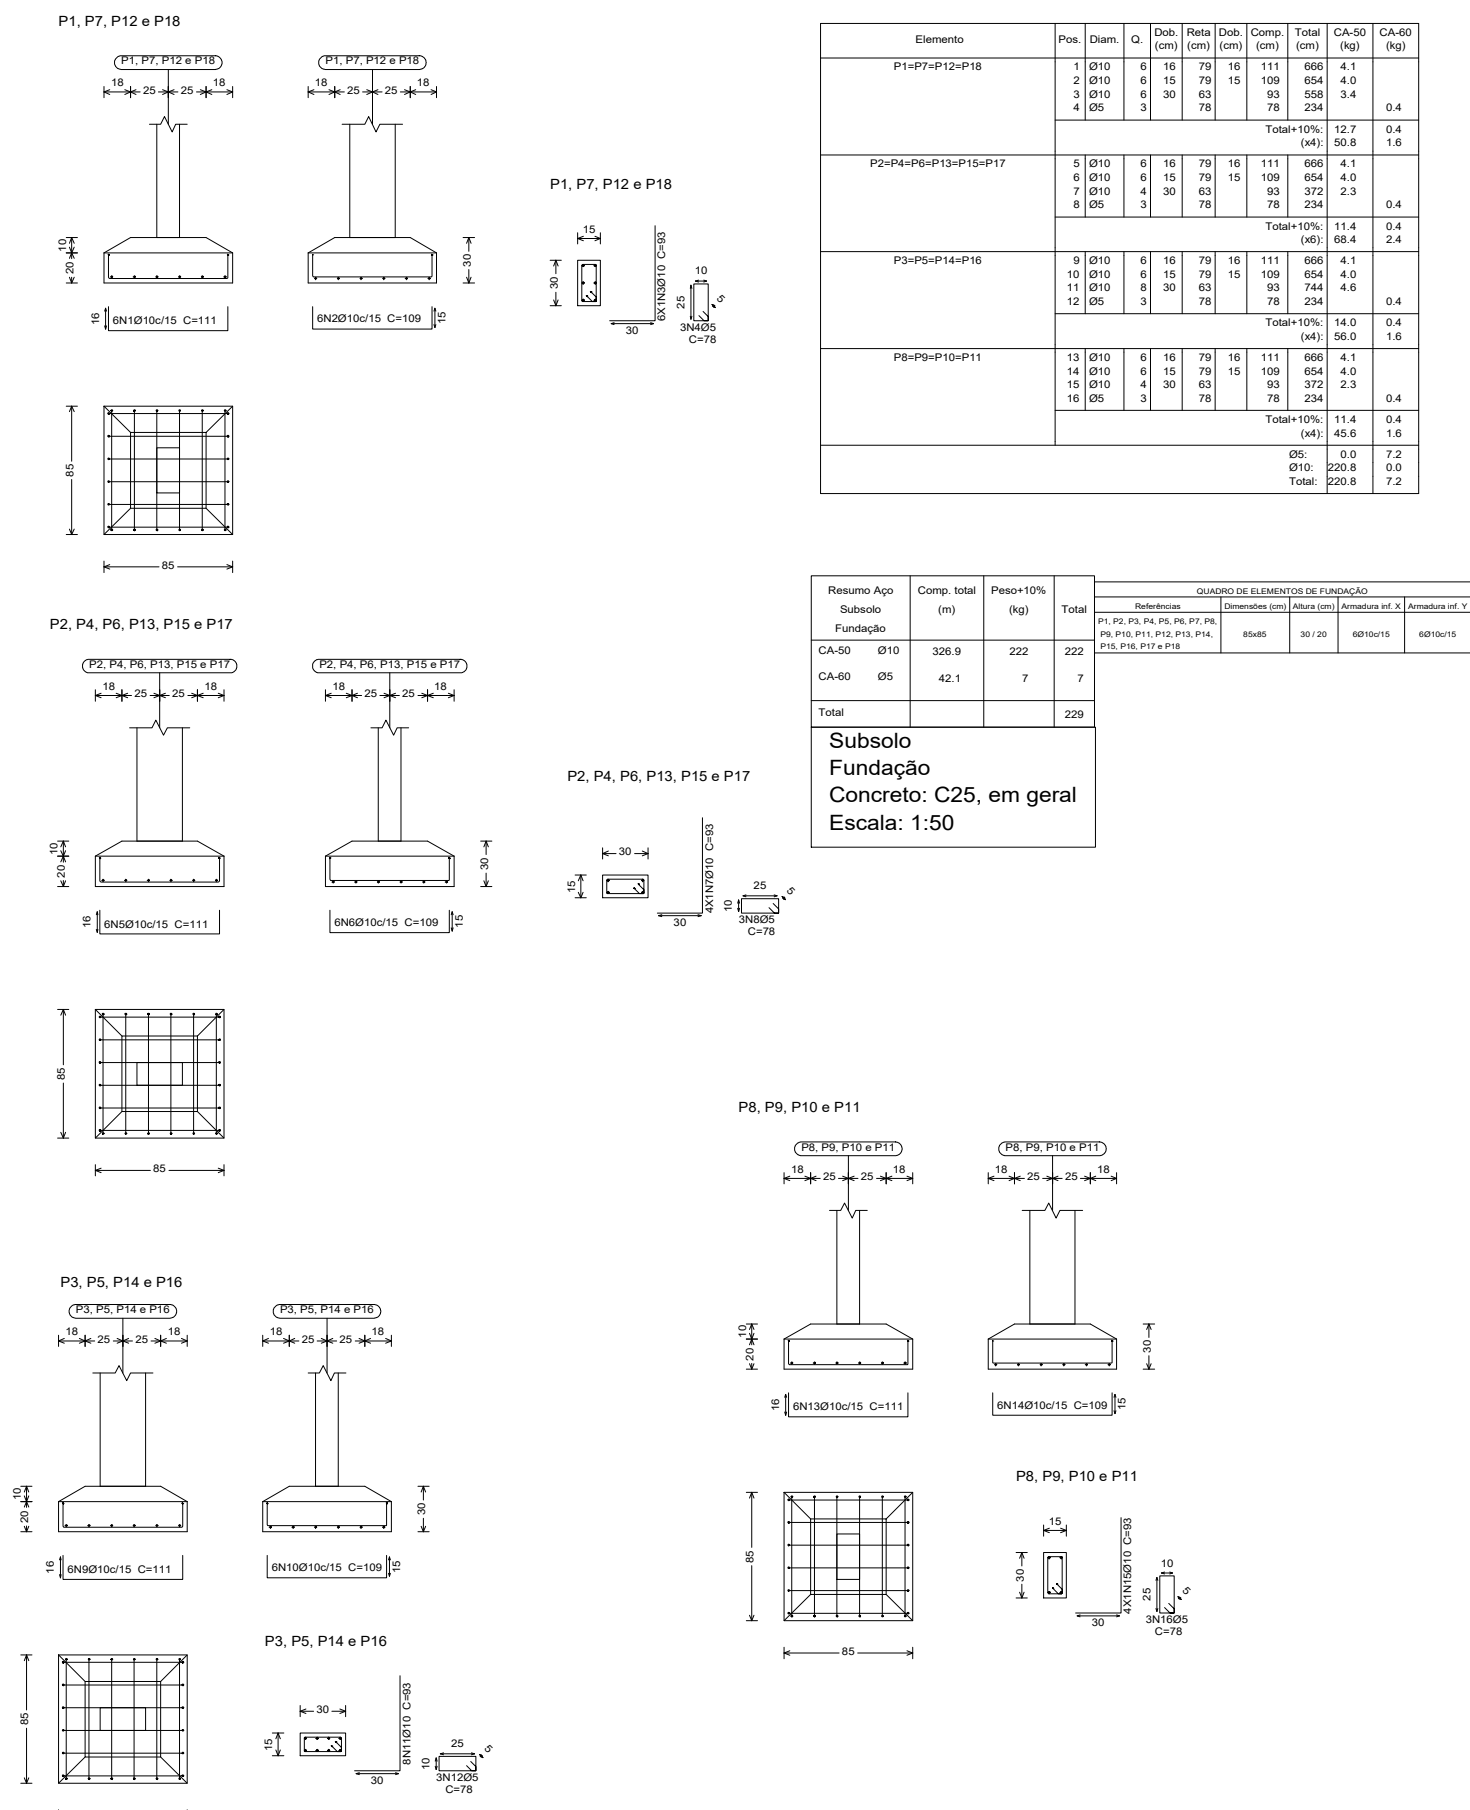 P1, P7, P12 e P18
P1, P7, P12 e P18
P1, P7, P12 e P18
18 25 25 18
18 25 25 18
10
20
30
16
6N1Ø10c/15 C=111
6N2Ø10c/15 C=109
15
85
85
P1, P7, P12 e P18
15
30
6X1N3Ø10 C=93
30
10
25
5
3N4Ø5
C=78
Elemento Pos. Diam. Q. Dob. (cm) Reta (cm) Dob. (cm) Comp. (cm) Total (cm) CA-50 (kg) CA-60 (kg)
P1=P7=P12=P18 1 Ø10 6 16 79 16 111 666 4.1
2 Ø10 6 15 79 15 109 654 4.0
3 Ø10 6 30 63 93 558 3.4
4 Ø5 3 78 78 234 0.4
Total+10%: 12.7 0.4
(x4): 50.8 1.6
P2=P4=P6=P13=P15=P17 5 Ø10 6 16 79 16 111 666 4.1
6 Ø10 6 15 79 15 109 654 4.0
7 Ø10 4 30 63 93 372 2.3
8 Ø5 3 78 78 234 0.4
Total+10%: 11.4 0.4
(x6): 68.4 2.4
P3=P5=P14=P16 9 Ø10 6 16 79 16 111 666 4.1
10 Ø10 6 15 79 15 109 654 4.0
11 Ø10 8 30 63 93 744 4.6
12 Ø5 3 78 78 234 0.4
Total+10%: 14.0 0.4
(x4): 56.0 1.6
P8=P9=P10=P11 13 Ø10 6 16 79 16 111 666 4.1
14 Ø10 6 15 79 15 109 654 4.0
15 Ø10 4 30 63 93 372 2.3
16 Ø5 3 78 78 234 0.4
Total+10%: 11.4 0.4
(x4): 45.6 1.6
Ø5: 0.0 7.2
Ø10: 220.8 0.0
Total: 220.8 7.2
Resumo Aço Comp. total Peso+10% Total
Subsolo (m) (kg)
Fundação
CA-50 Ø10 326.9 222 222
CA-60 Ø5 42.1 7 7
Total 229
Subsolo
Fundação
Concreto: C25, em geral
Escala: 1:50
QUADRO DE ELEMENTOS DE FUNDAÇÃO
Referências Dimensões (cm) Altura (cm) Armadura inf. X Armadura inf. Y
P1, P2, P3, P4, P5, P6, P7, P8,
P9, P10, P11, P12, P13, P14, 85x85 30 / 20 6Ø10c/15 6Ø10c/15
P15, P16, P17 e P18
P2, P4, P6, P13, P15 e P17
P2, P4, P6, P13, P15 e P17
P2, P4, P6, P13, P15 e P17
18 25 25 18
18 25 25 18
10
20
30
16
6N5Ø10c/15 C=111
6N6Ø10c/15 C=109
15
85
85
P2, P4, P6, P13, P15 e P17
30
15
4X1N7Ø10 C=93
30
25
10
5
3N8Ø5
C=78
P8, P9, P10 e P11
P8, P9, P10 e P11
P8, P9, P10 e P11
18 25 25 18
18 25 25 18
10
20
30
16
6N13Ø10c/15 C=111
6N14Ø10c/15 C=109
15
85
85
P8, P9, P10 e P11
15
30
4X1N15Ø10 C=93
30
10
25
5
3N16Ø5
C=78
P3, P5, P14 e P16
P3, P5, P14 e P16
P3, P5, P14 e P16
18 25 25 18
18 25 25 18
10
20
30
16
6N9Ø10c/15 C=111
6N10Ø10c/15 C=109
15
85
P3, P5, P14 e P16
30
15
8N11Ø10 C=93
30
25
10
5
3N12Ø5
C=78